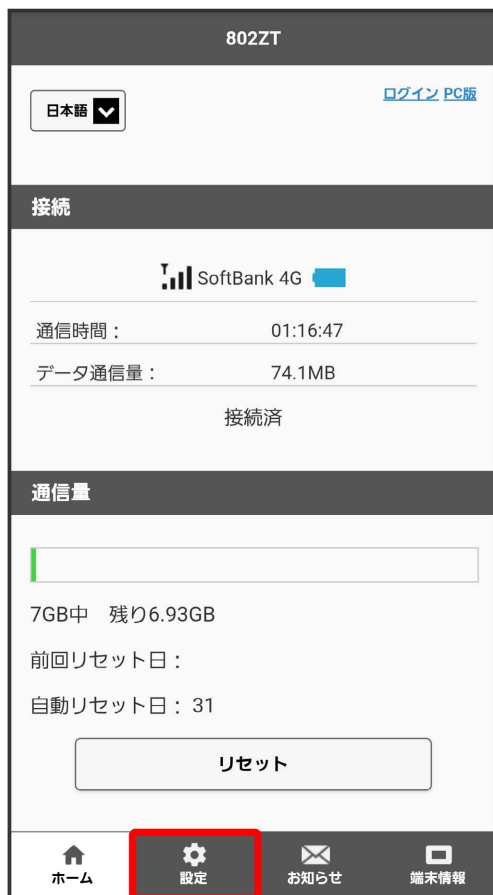 802ZT
日本語
ログイン PC版
接続
SoftBank 4G
通信時間： 01:16:47
データ通信量： 74.1MB
接続済
通信量
7GB中 残り6.93GB
前回リセット日：
自動リセット日：31
リセット
ホーム 設定 お知らせ 端末情報